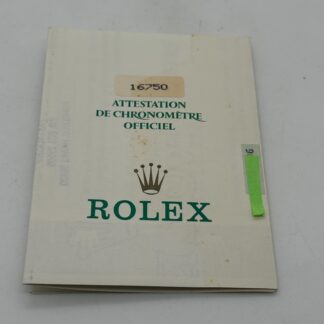 16750
ATTESTATION
DE CHRONOMÈTRE
OFFICIEL
ROLEX